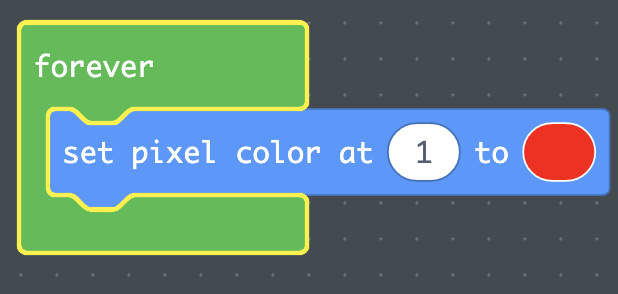 forever
set pixel color at 1 to